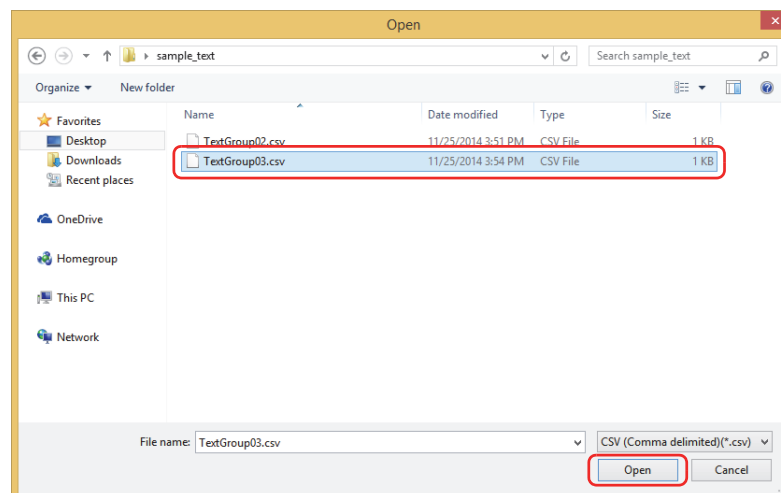 Open
sample_text Search sample_text
Organize New folder
Name Date modified Type Size
Favorites
Desktop
Downloads
Recent places
OneDrive
Homegroup
This PC
Network
TextGroup02.csv 11/25/2014 3:51 PM CSV File 1 KB
TextGroup03.csv 11/25/2014 3:54 PM CSV File 1 KB
File name: TextGroup03.csv CSV (Comma delimited)(*.csv)
Open Cancel